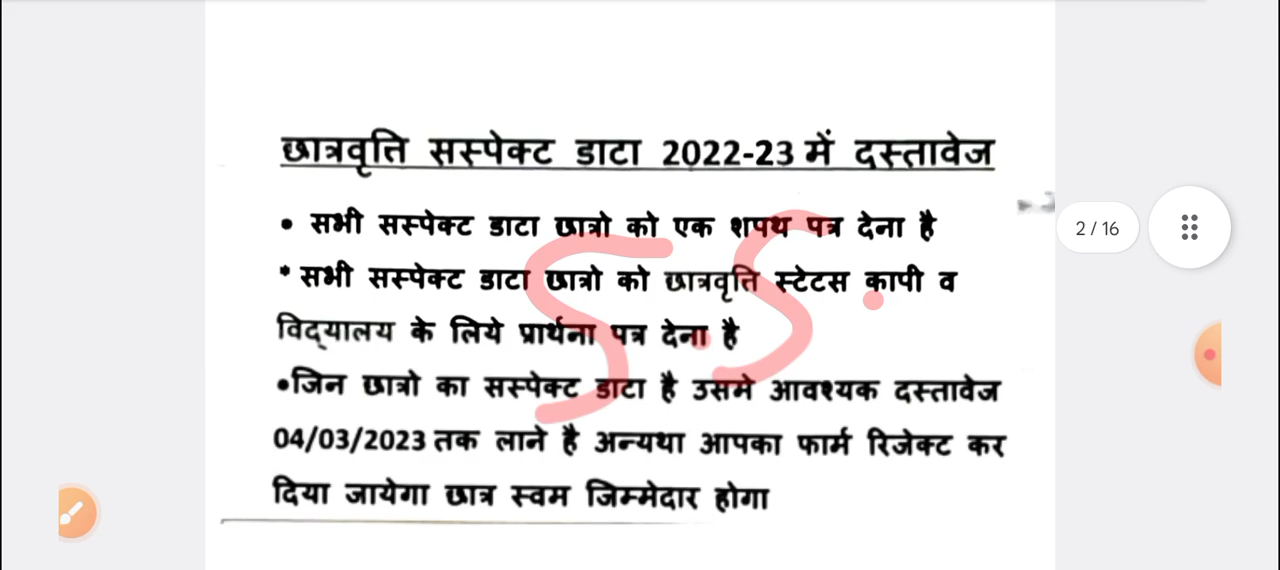 छात्रवृति सस्पेक्ट डाटा 2022-23 में दस्तावेज
• सभी सस्पेक्ट डाटा छात्रो को एक शपथ पत्र देना है
* सभी सस्पेक्ट डाटा छात्रो को छात्रवृत्ति स्टेटस कापी व
विद्यालय के लिये प्रार्थना पत्र देना है
•जिन छात्रो का सस्पेक्ट डाटा है उसमे आवश्यक दस्तावेज
04/03/2023 तक लाने है अन्यथा आपका फार्म रिजेक्ट कर
दिया जायेगा छात्र स्वम जिम्मेदार होगा
S.S.
2 / 16